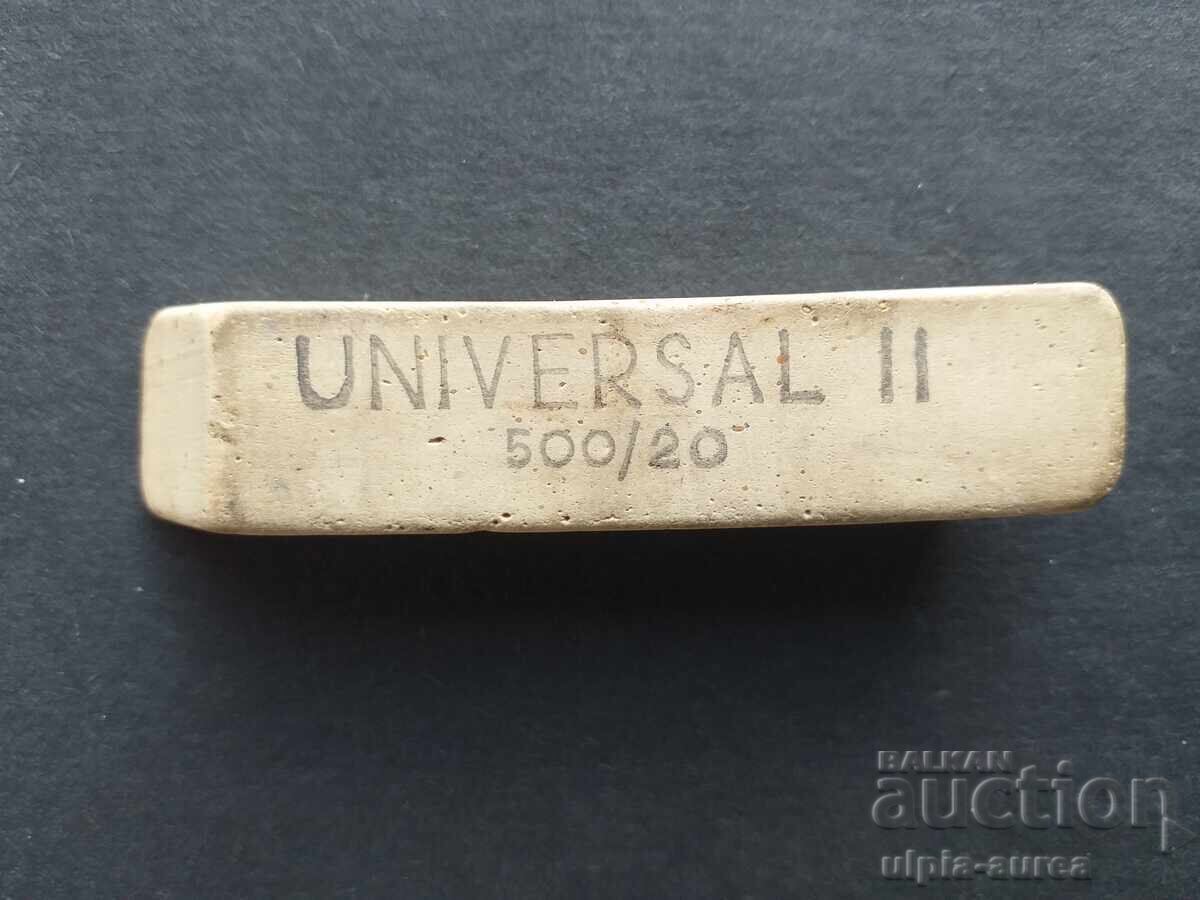 UNIVERSAL II
500/20
BALKAN
auction
ulpia-aurea